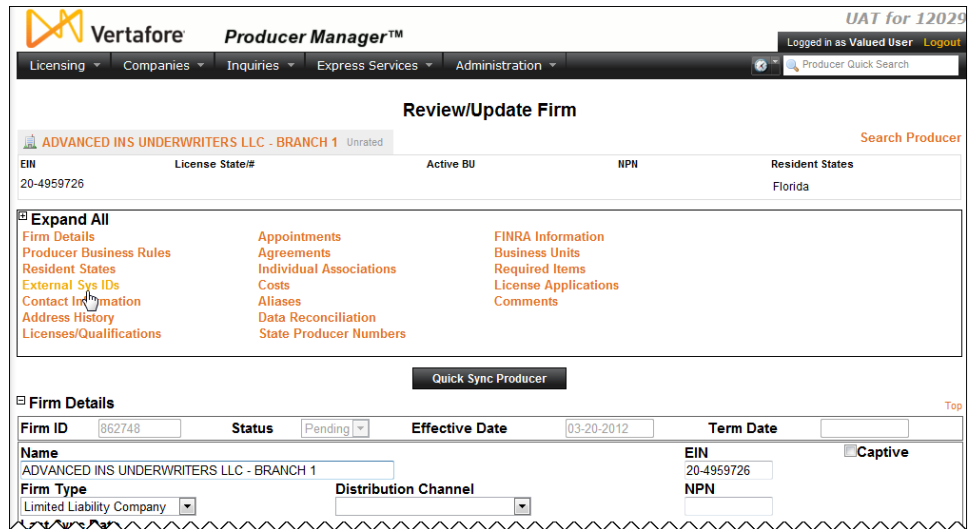 UAT for 12029
Vertafore Producer Manager™
Logged in as Valued User Logout
Licensing Companies Inquiries Express Services Administration Producer Quick Search
Review/Update Firm
ADVANCED INS UNDERWRITERS LLC - BRANCH 1 Unrated Search Producer
EIN License State/# Active BU NPN Resident States
20-4959726 Florida
Expand All
Firm Details Appointments FINRA Information
Producer Business Rules Agreements Business Units
Resident States Individual Associations Required Items
External Sys IDs Costs License Applications
Contact Information Aliases Comments
Address History Data Reconciliation
Licenses/Qualifications State Producer Numbers
Quick Sync Producer
Firm Details Top
Firm ID 862748 Status Pending Effective Date 03-20-2012 Term Date
Name EIN Captive
ADVANCED INS UNDERWRITERS LLC - BRANCH 1 20-4959726
Firm Type Distribution Channel NPN
Limited Liability Company
Last Sync Date